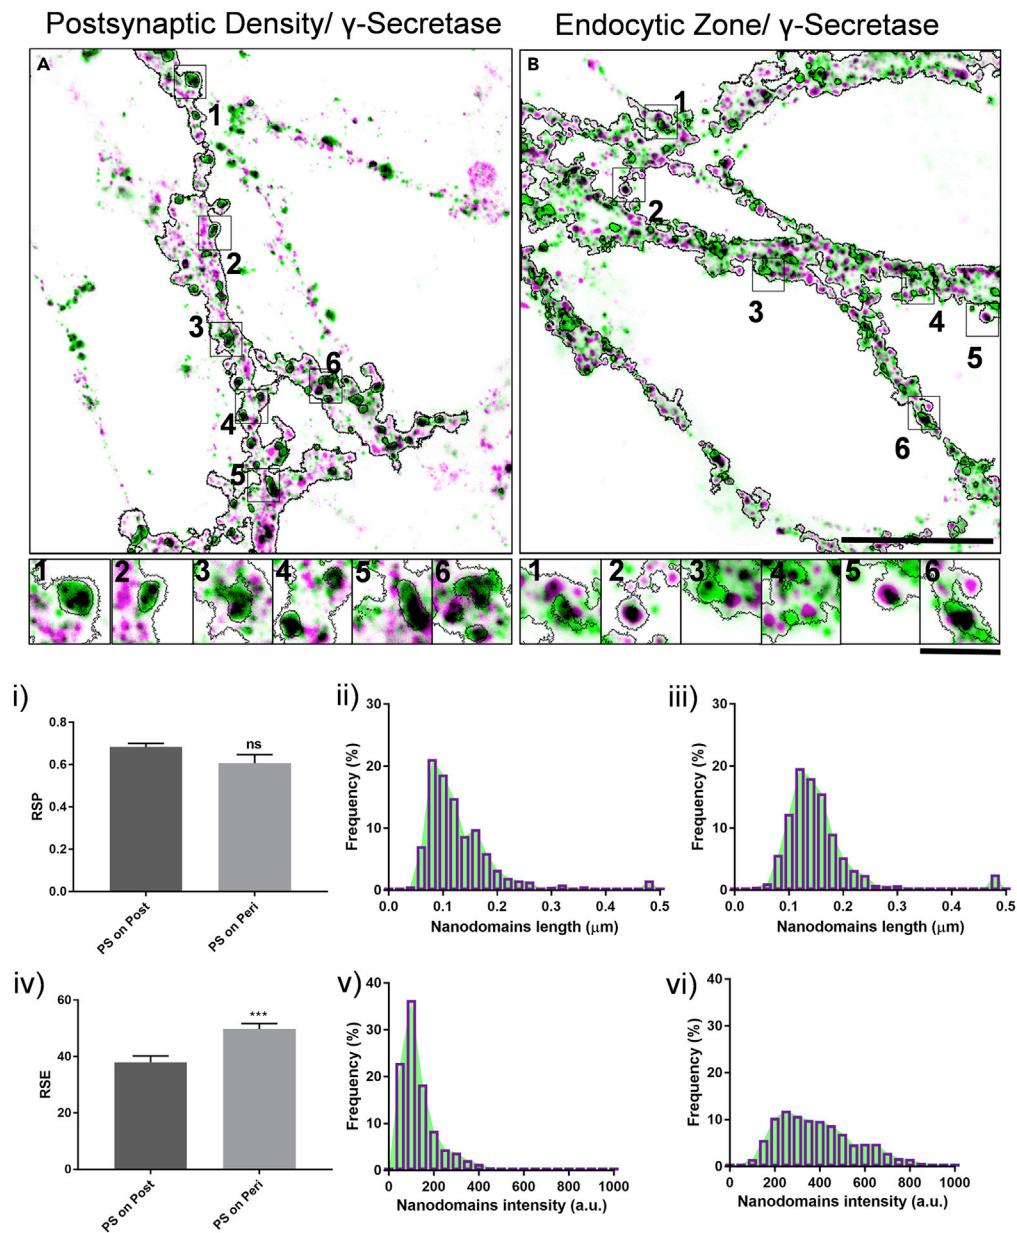 Postsynaptic Density/ γ-Secretase
Endocytic Zone/ γ-Secretase
A
1
2
3
4
5
6
B
1
2
3
4
5
6
1
2
3
4
5
6
1
2
3
4
5
6
i)
RSP
0.8
0.6
0.4
0.2
0.0
ns
PS on Post
PS on Peri
ii)
Frequency (%)
30
20
10
0
0.0 0.1 0.2 0.3 0.4 0.5
Nanodomains length (μm)
iii)
Frequency (%)
30
20
10
0
0.0 0.1 0.2 0.3 0.4 0.5
Nanodomains length (μm)
iv)
RSE
60
40
20
0
***
PS on Post
PS on Peri
v)
Frequency (%)
40
30
20
10
0
0 200 400 600 800 1000
Nanodomains intensity (a.u.)
vi)
Frequency (%)
40
30
20
10
0
0 200 400 600 800 1000
Nanodomains intensity (a.u.)